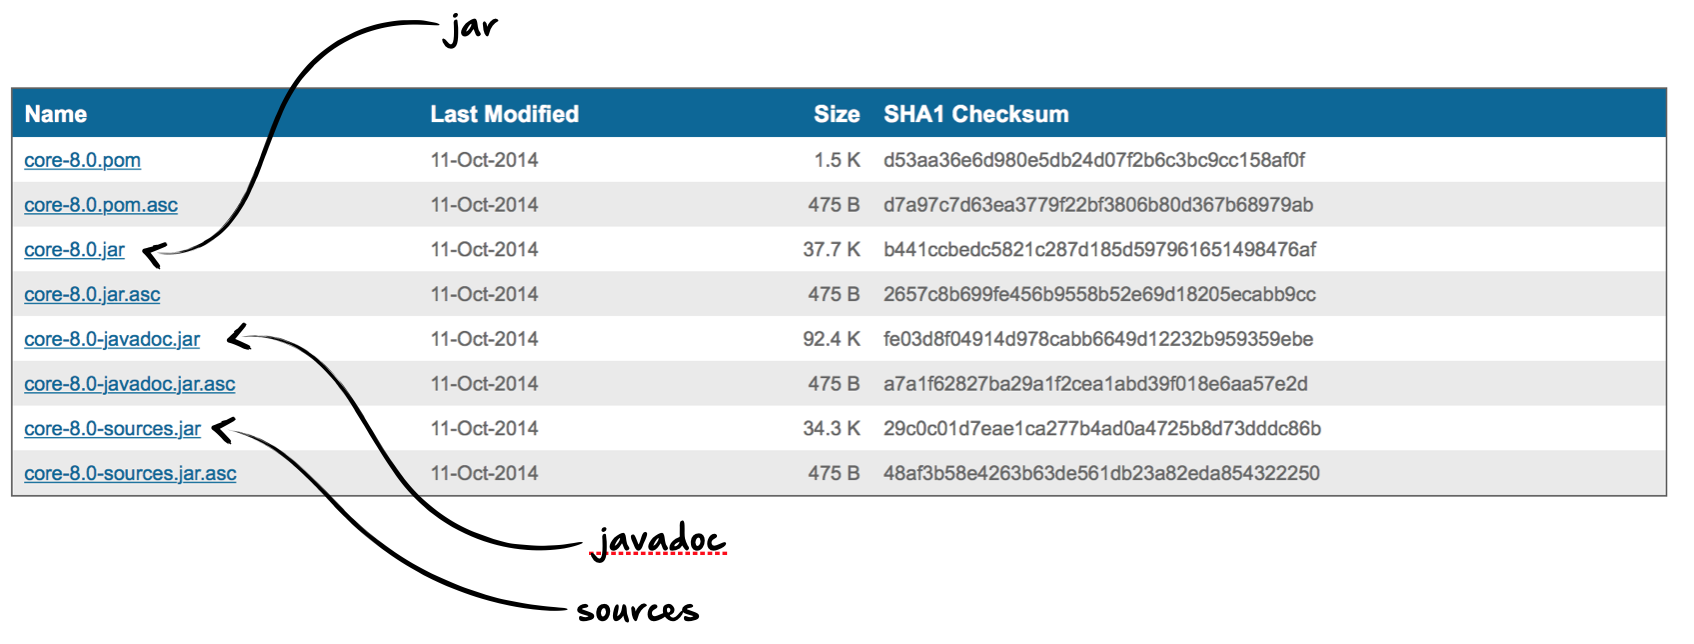 jar
Name Last Modified Size SHA1 Checksum
core-8.0.pom 11-Oct-2014 1.5 K d53aa36e6d980e5db24d07f2b6c3bc9cc158af0f
core-8.0.pom.asc 11-Oct-2014 475 B d7a97c7d63ea3779f22bf3806b80d367b68979ab
core-8.0.jar 11-Oct-2014 37.7 K b441ccbedc5821c287d185d597961651498476af
core-8.0.jar.asc 11-Oct-2014 475 B 2657c8b699fe456b9558b52e69d18205ecabb9cc
core-8.0-javadoc.jar 11-Oct-2014 92.4 K fe03d8f04914d978cabb6649d12232b959359ebe
core-8.0-javadoc.jar.asc 11-Oct-2014 475 B a7a1f62827ba29a1f2cea1abd39f018e6aa57e2d
core-8.0-sources.jar 11-Oct-2014 34.3 K 29c0c01d7eae1ca277b4ad0a4725b8d73dddc86b
core-8.0-sources.jar.asc 11-Oct-2014 475 B 48af3b58e4263b63de561db23a82eda854322250
javadoc
sources